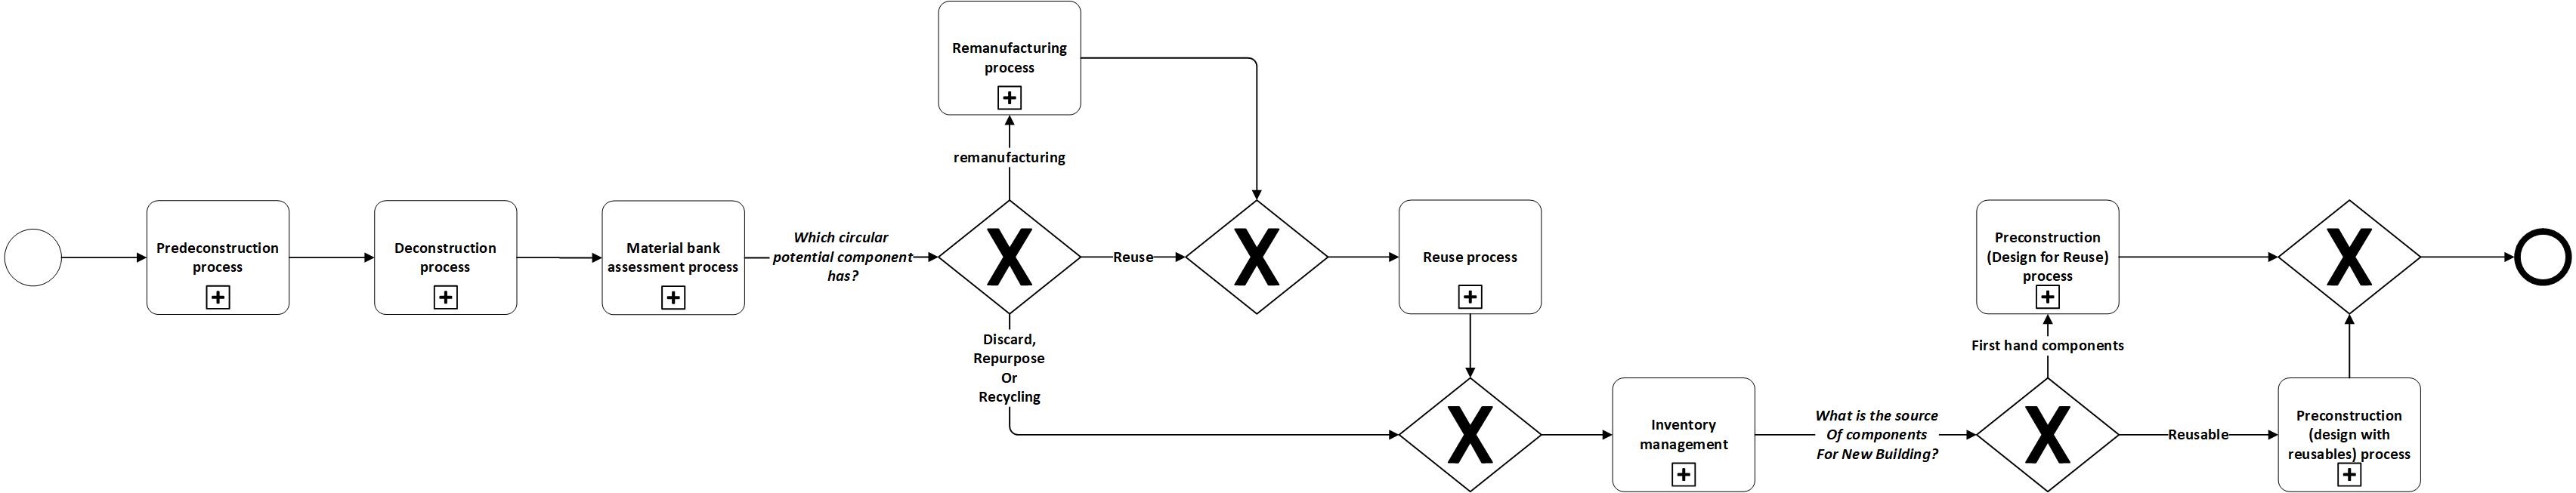 Predeconstruction
process
Deconstruction
process
Material bank
assessment process
Which circular
potential component
has?
X
remanufacturing
Remanufacturing
process
Reuse
Discard,
Repurpose
Or
Recycling
X
Reuse process
X
Inventory
management
What is the source
Of components
For New Building?
X
First hand components
Preconstruction
(Design for Reuse)
process
Reusable
Preconstruction
(design with
reusables) process
X